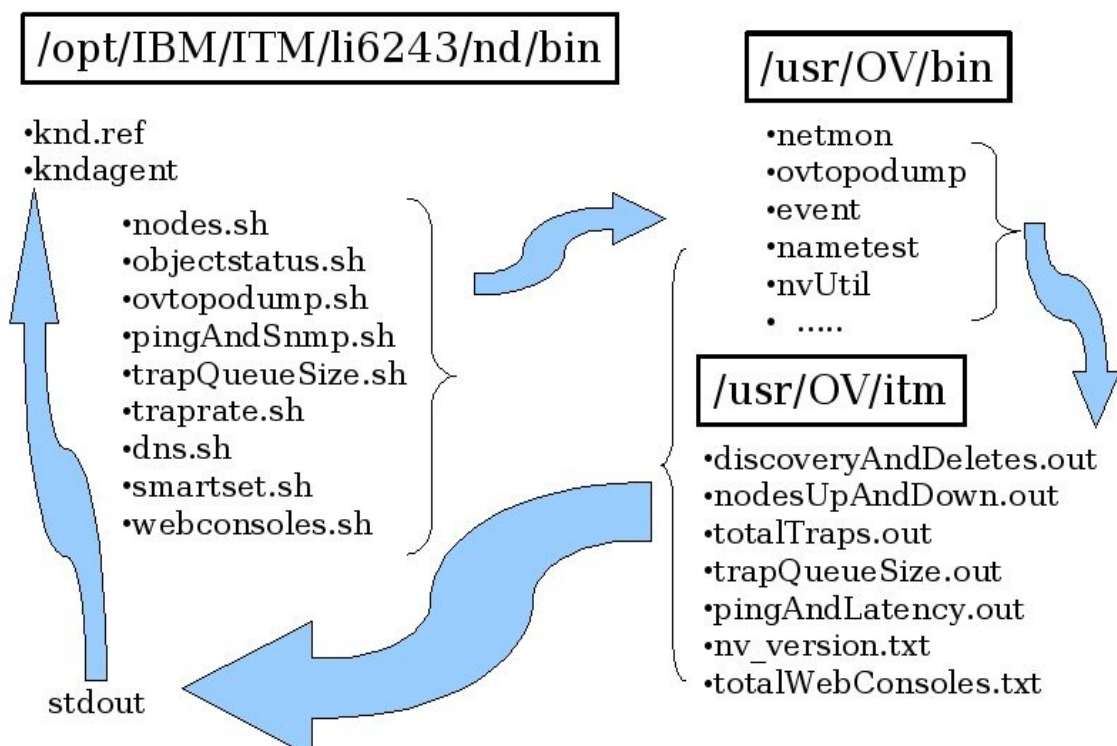 /opt/IBM/ITM/li6243/nd/bin
•knd.ref
•kndagent
•nodes.sh
•objectstatus.sh
•ovtopodump.sh
•pingAndSnmp.sh
•trapQueueSize.sh
•traprate.sh
•dns.sh
•smartset.sh
•webconsoles.sh
stdout
/usr/OV/bin
•netmon
•ovtopodump
•event
•nametest
•nvUtil
• .....
/usr/OV/itm
•discoveryAndDeletes.out
•nodesUpAndDown.out
•totalTraps.out
•trapQueueSize.out
•pingAndLatency.out
•nv_version.txt
•totalWebConsoles.txt